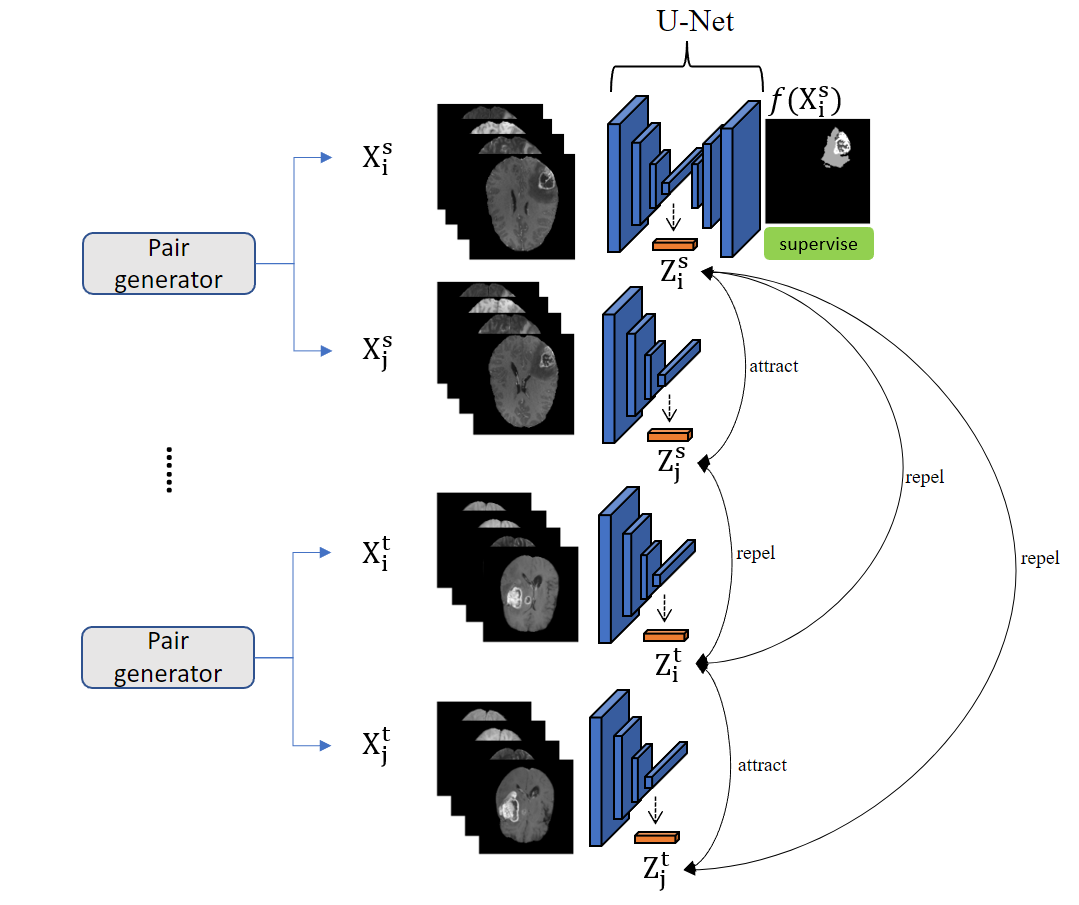 U-Net
f(X_i^s)
X_i^s
Pair
generator
supervise
Z_i^s
X_j^s
attract
Z_j^s
repel
X_i^t
repel
repel
Pair
generator
Z_i^t
X_j^t
attract
Z_j^t